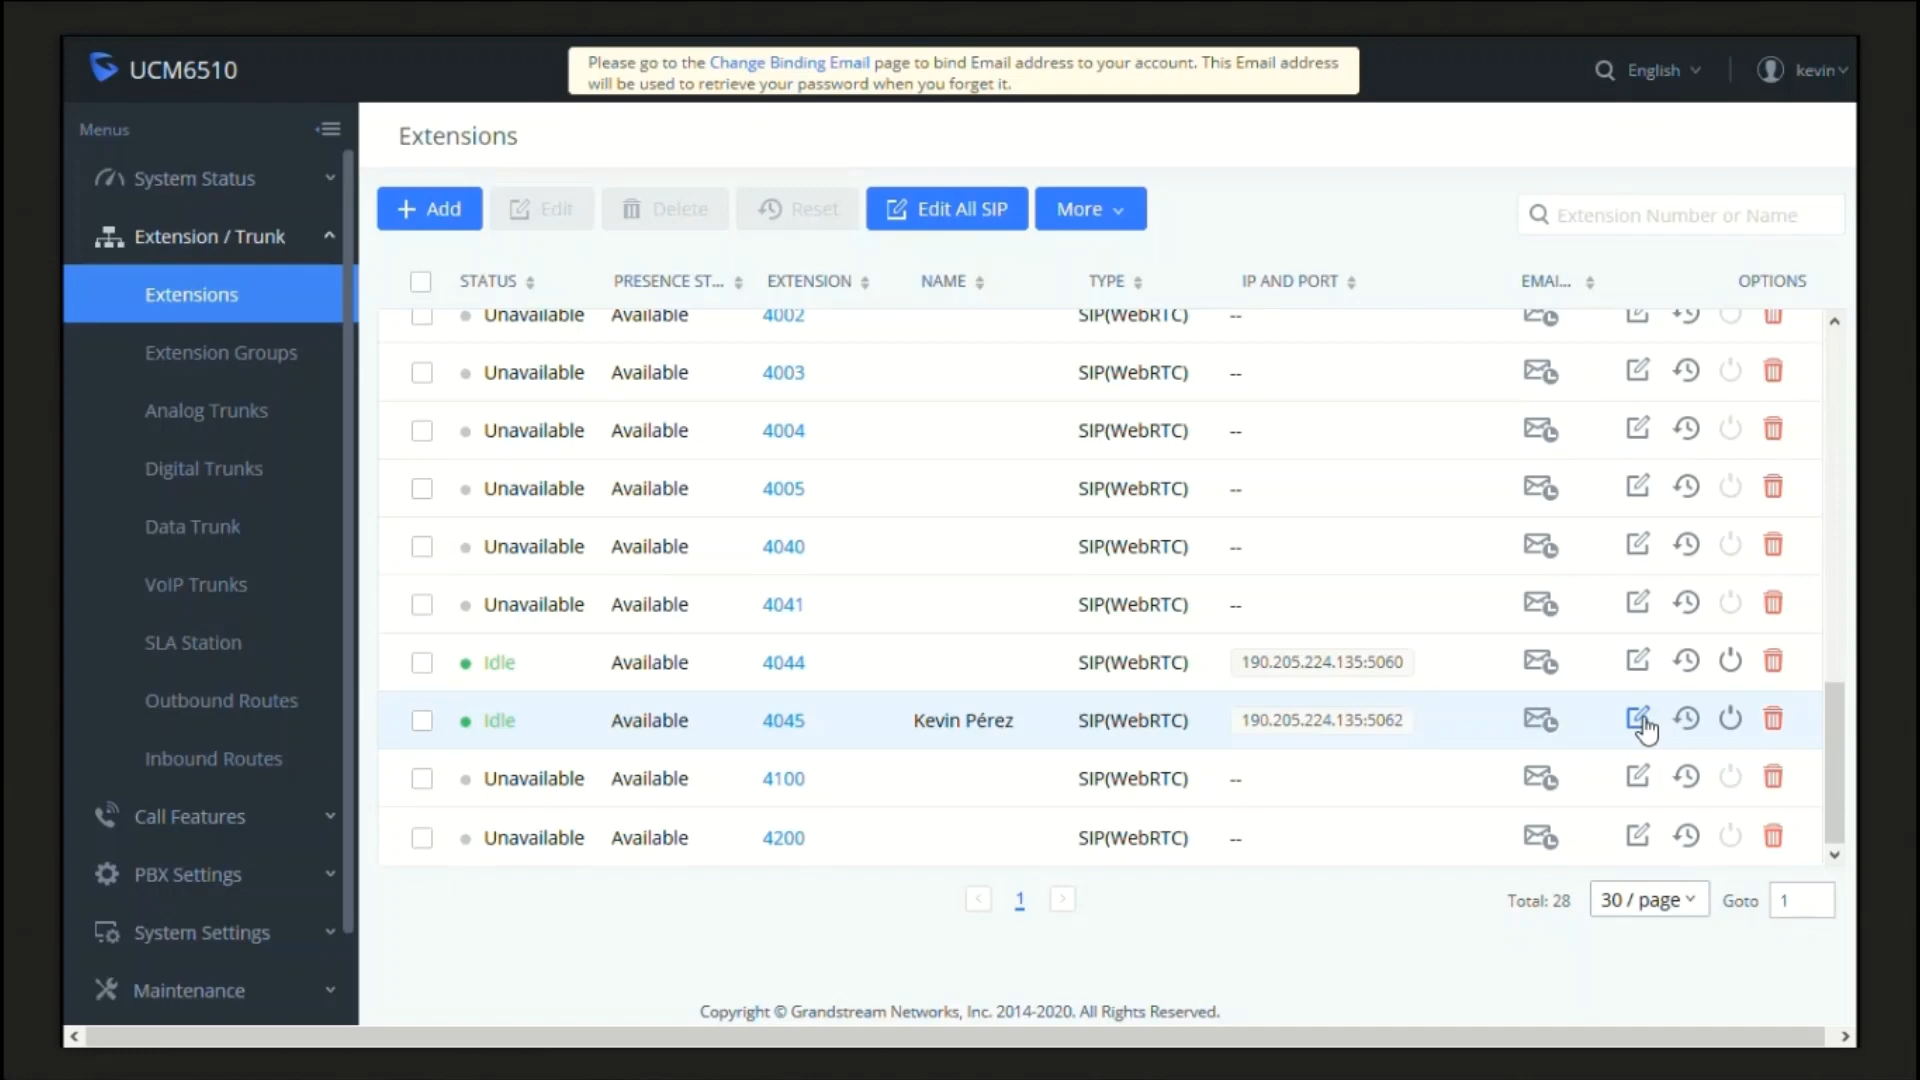 UCM6510
Please go to the Change Binding Email page to bind Email address to your account. This Email address
will be used to retrieve your password when you forget it.
English
kevin
Menus
System Status
Extension / Trunk
Extensions
Extension Groups
Analog Trunks
Digital Trunks
Data Trunk
VoIP Trunks
SLA Station
Outbound Routes
Inbound Routes
Call Features
PBX Settings
System Settings
Maintenance
Extensions
+ Add Edit Delete Reset Edit All SIP More
Extension Number or Name
STATUS PRESENCE ST... EXTENSION NAME TYPE IP AND PORT EMAI... OPTIONS
Unavailable Available 4002 SIP(WebRTC) --
Unavailable Available 4003 SIP(WebRTC) --
Unavailable Available 4004 SIP(WebRTC) --
Unavailable Available 4005 SIP(WebRTC) --
Unavailable Available 4040 SIP(WebRTC) --
Unavailable Available 4041 SIP(WebRTC) --
Idle Available 4044 SIP(WebRTC) 190.205.224.135:5060
Idle Available 4045 Kevin Pérez SIP(WebRTC) 190.205.224.135:5062
Unavailable Available 4100 SIP(WebRTC) --
Unavailable Available 4200 SIP(WebRTC) --
< 1 > Total: 28 30 / page Goto 1
Copyright © Grandstream Networks, Inc. 2014-2020. All Rights Reserved.